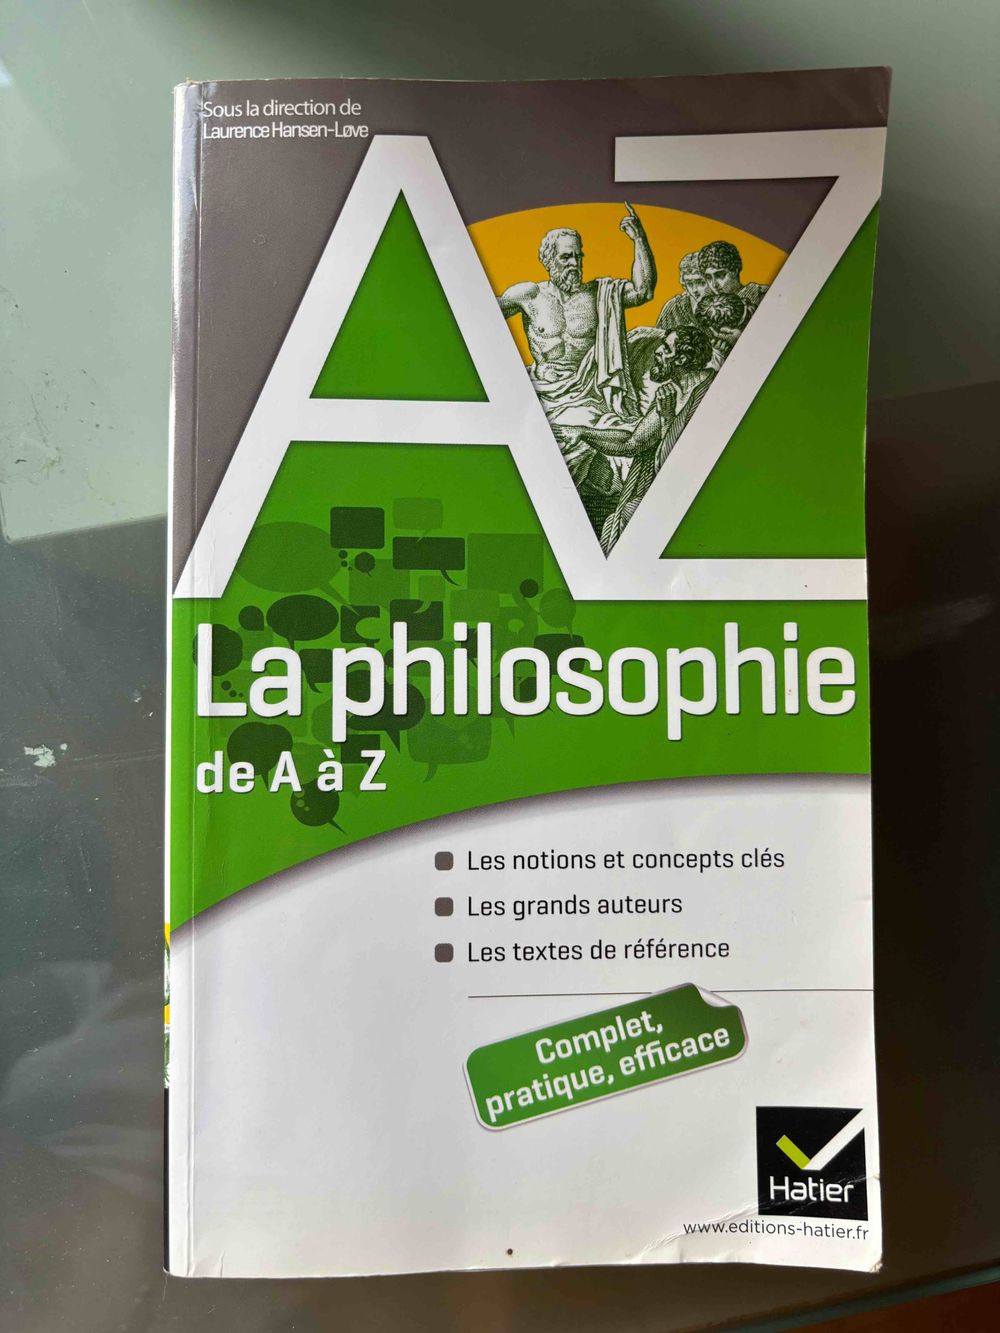 Sous la direction de
Laurence Hansen-Løve
AZ
La philosophie
de A à Z
Les notions et concepts clés
Les grands auteurs
Les textes de référence
Complet,
pratique, efficace
Hatier
www.editions-hatier.fr